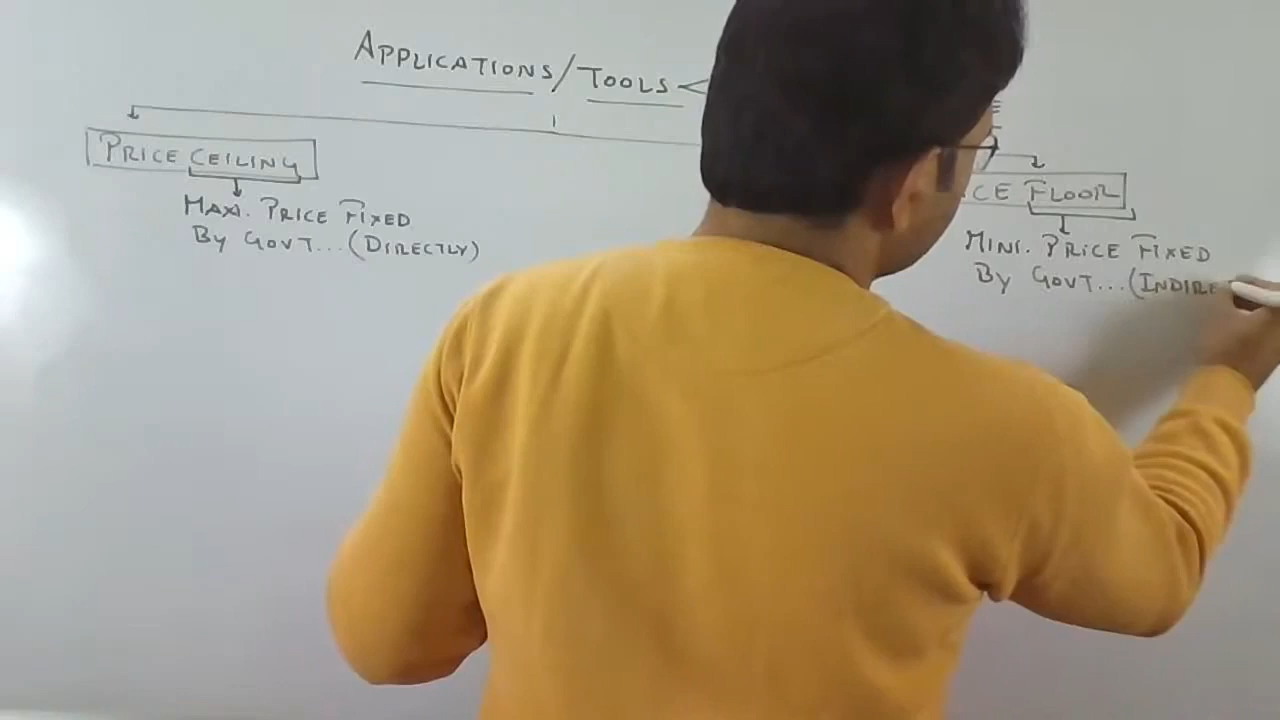 APPLICATIONS/TOOLS <
PRICE CEILING
MAXI. PRICE FIXED
By GOVT...(DIRECTLY)
CE FLOOR
MINI. PRICE FIXED
By GOVT...(INDIRE